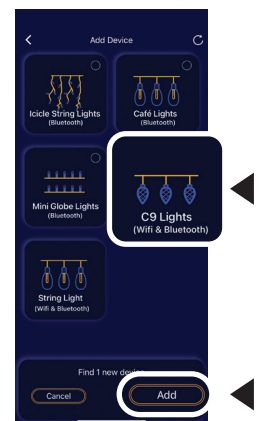 Add Device
Icicle String Lights
(Bluetooth)
Café Lights
(Bluetooth)
Mini Globe Lights
(Bluetooth)
C9 Lights
(Wifi & Bluetooth)
String Light
(Wifi & Bluetooth)
Find 1 new device
Cancel
Add